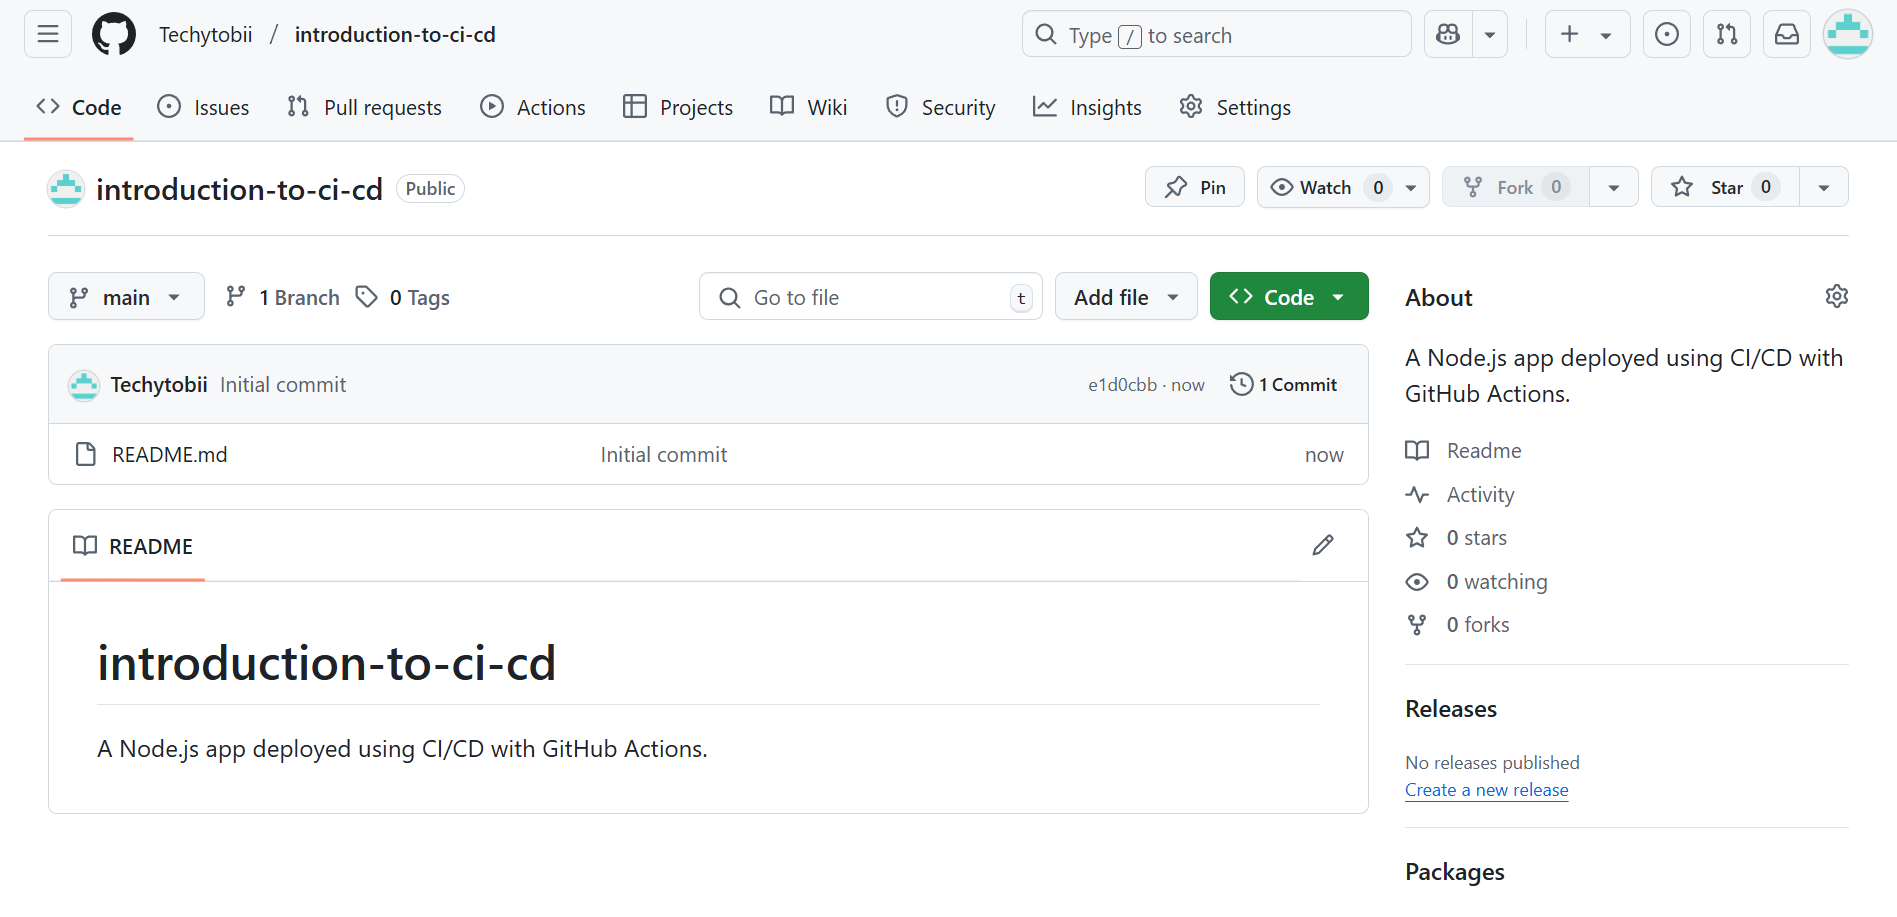 Techytobii / introduction-to-ci-cd
Type / to search
Code Issues Pull requests Actions Projects Wiki Security Insights Settings
introduction-to-ci-cd Public
Pin Watch 0 Fork 0 Star 0
main 1 Branch 0 Tags
Go to file t Add file Code
Techytobii Initial commit e1d0cbb · now 1 Commit
README.md Initial commit now
README
introduction-to-ci-cd
A Node.js app deployed using CI/CD with GitHub Actions.
About
A Node.js app deployed using CI/CD with
GitHub Actions.
Readme
Activity
0 stars
0 watching
0 forks
Releases
No releases published
Create a new release
Packages